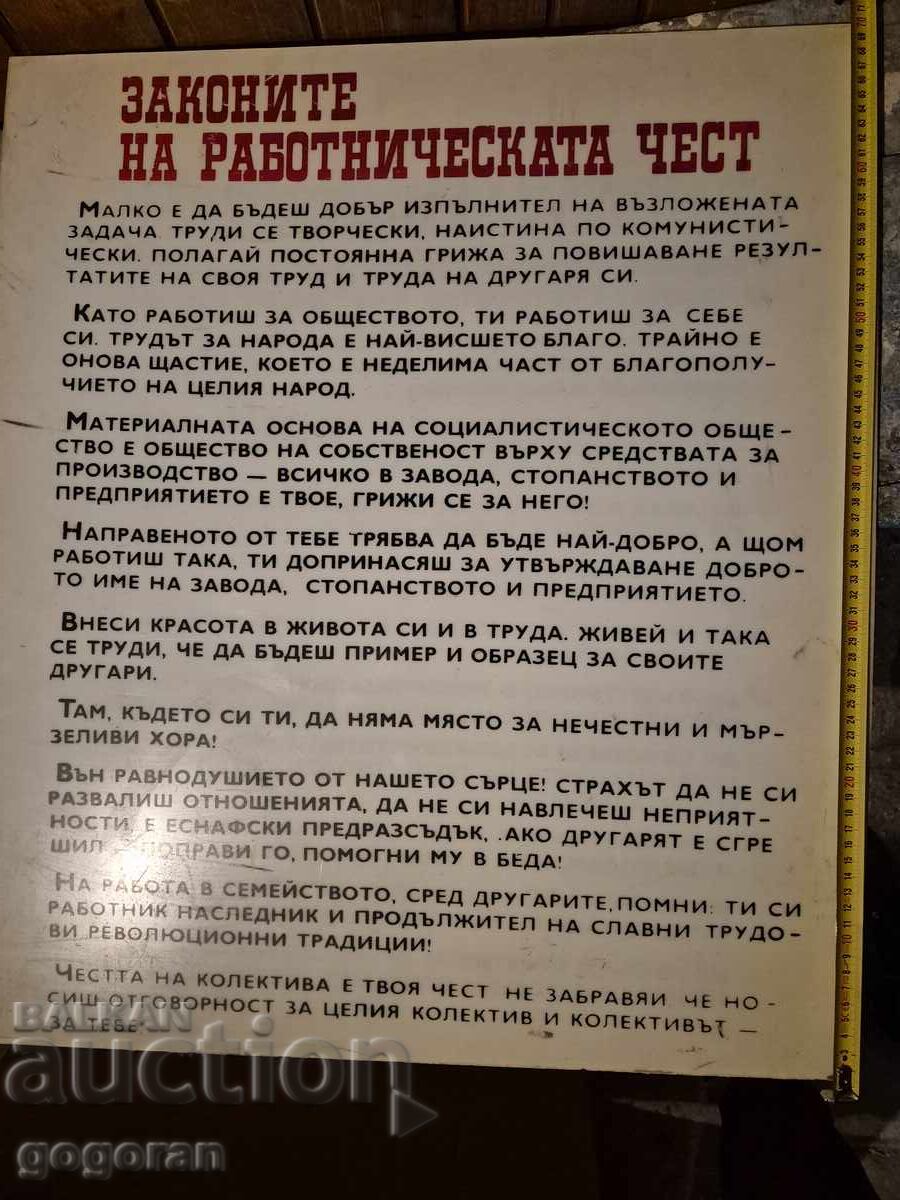 ЗАКОНИТЕ
НА РАБОТНИЧЕСКАТА ЧЕСТ
МАЛКО Е ДА БЪДЕШ ДОБЪР ИЗПЪЛНИТЕЛ НА ВЪЗЛОЖЕНАТА
ЗАДАЧА ТРУДИ СЕ ТВОРЧЕСКИ, НАИСТИНА ПО КОМУНИСТИ-
ЧЕСКИ. ПОЛАГАЙ ПОСТОЯННА ГРИЖА ЗА ПОВИШАВАНЕ РЕЗУЛ-
ТАТИТЕ НА СВОЯ ТРУД И ТРУДА НА ДРУГАРЯ СИ.
КАТО РАБОТИШ ЗА ОБЩЕСТВОТО, ТИ РАБОТИШ ЗА СЕБЕ
СИ. ТРУДЪТ ЗА НАРОДА Е НАЙ-ВИСШЕТО БЛАГО. ТРАЙНО Е
ОНОВА ЩАСТИЕ, КОЕТО Е НЕДЕЛИМА ЧАСТ ОТ БЛАГОПОЛУ-
ЧИЕТО НА ЦЕЛИЯ НАРОД.
МАТЕРИАЛНАТА ОСНОВА НА СОЦИАЛИСТИЧЕСКОТО ОБЩЕ-
СТВО Е ОБЩЕСТВО НА СОБСТВЕНОСТ ВЪРХУ СРЕДСТВАТА ЗА
ПРОИЗВОДСТВО — ВСИЧКО В ЗАВОДА, СТОПАНСТВОТО И
ПРЕДПРИЯТИЕТО Е ТВОЕ, ГРИЖИ СЕ ЗА НЕГО!
НАПРАВЕНОТО ОТ ТЕБЕ ТРЯБВА ДА БЪДЕ НАЙ-ДОБРО, А ЩОМ
РАБОТИШ ТАКА, ТИ ДОПРИНАСЯШ ЗА УТВЪРЖДАВАНЕ ДОБРО-
ТО ИМЕ НА ЗАВОДА, СТОПАНСТВОТО И ПРЕДПРИЯТИЕТО.
ВНЕСИ КРАСОТА В ЖИВОТА СИ И В ТРУДА. ЖИВЕЙ И ТАКА
СЕ ТРУДИ, ЧЕ ДА БЪДЕШ ПРИМЕР И ОБРАЗЕЦ ЗА СВОИТЕ
ДРУГАРИ.
ТАМ, КЪДЕТО СИ ТИ, ДА НЯМА МЯСТО ЗА НЕЧЕСТНИ И МЪР-
ЗЕЛИВИ ХОРА!
ВЪН РАВНОДУШИЕТО ОТ НАШЕТО СЪРЦЕ! СТРАХЪТ ДА НЕ СИ
РАЗВАЛИШ ОТНОШЕНИЯТА, ДА НЕ СИ НАВЛЕЧЕШ НЕПРИЯТ-
НОСТИ, Е ЕСНАФСКИ ПРЕДРАЗСЪДЪК, .АКО ДРУГАРЯТ Е СГРЕ
ШИЛ – ПОПРАВИ ГО, ПОМОГНИ МУ В БЕДА!
НА РАБОТА В СЕМЕЙСТВОТО, СРЕД ДРУГАРИТЕ, ПОМНИ: ТИ СИ
РАБОТНИК НАСЛЕДНИК И ПРОДЪЛЖИТЕЛ НА СЛАВНИ ТРУДО-
ВИ РЕВОЛЮЦИОННИ ТРАДИЦИИ!
ЧЕСТТА НА КОЛЕКТИВА Е ТВОЯ ЧЕСТ НЕ ЗАБРАВЯИ ЧЕ НО-
СИШ ОТГОВОРНОСТ ЗА ЦЕЛИЯ КОЛЕКТИВ И КОЛЕКТИВЪТ —
ЗА ТЕБЕ
BALKAN
auction
gogoran